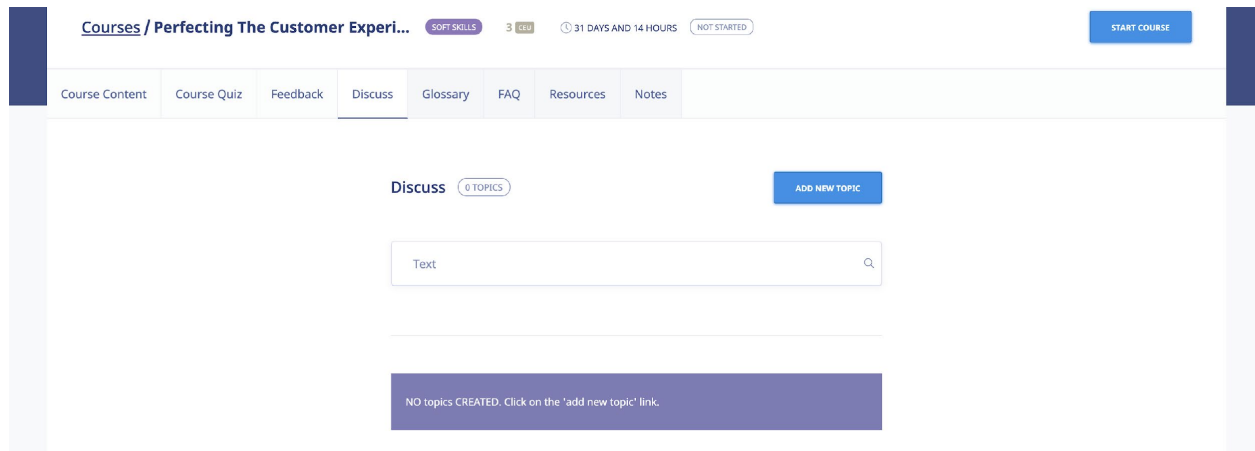 Courses / Perfecting The Customer Experi... SOFT SKILLS 3 CEU 31 DAYS AND 14 HOURS NOT STARTED START COURSE
Course Content Course Quiz Feedback Discuss Glossary FAQ Resources Notes
Discuss 0 TOPICS ADD NEW TOPIC
Text
NO topics CREATED. Click on the 'add new topic' link.